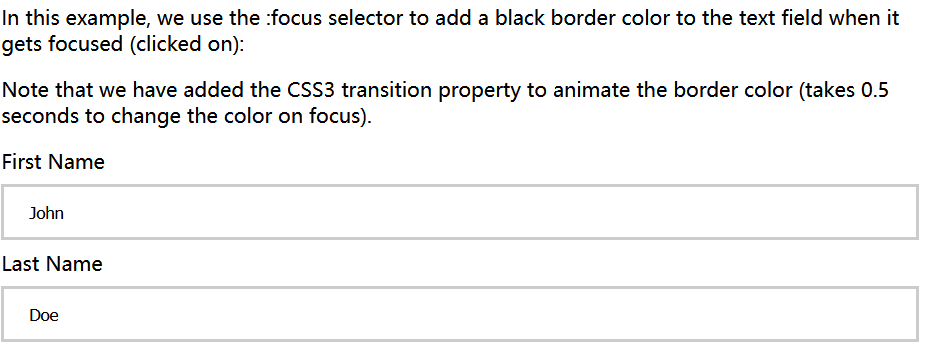 In this example, we use the :focus selector to add a black border color to the text field when it
gets focused (clicked on):
Note that we have added the CSS3 transition property to animate the border color (takes 0.5
seconds to change the color on focus).
First Name
John
Last Name
Doe